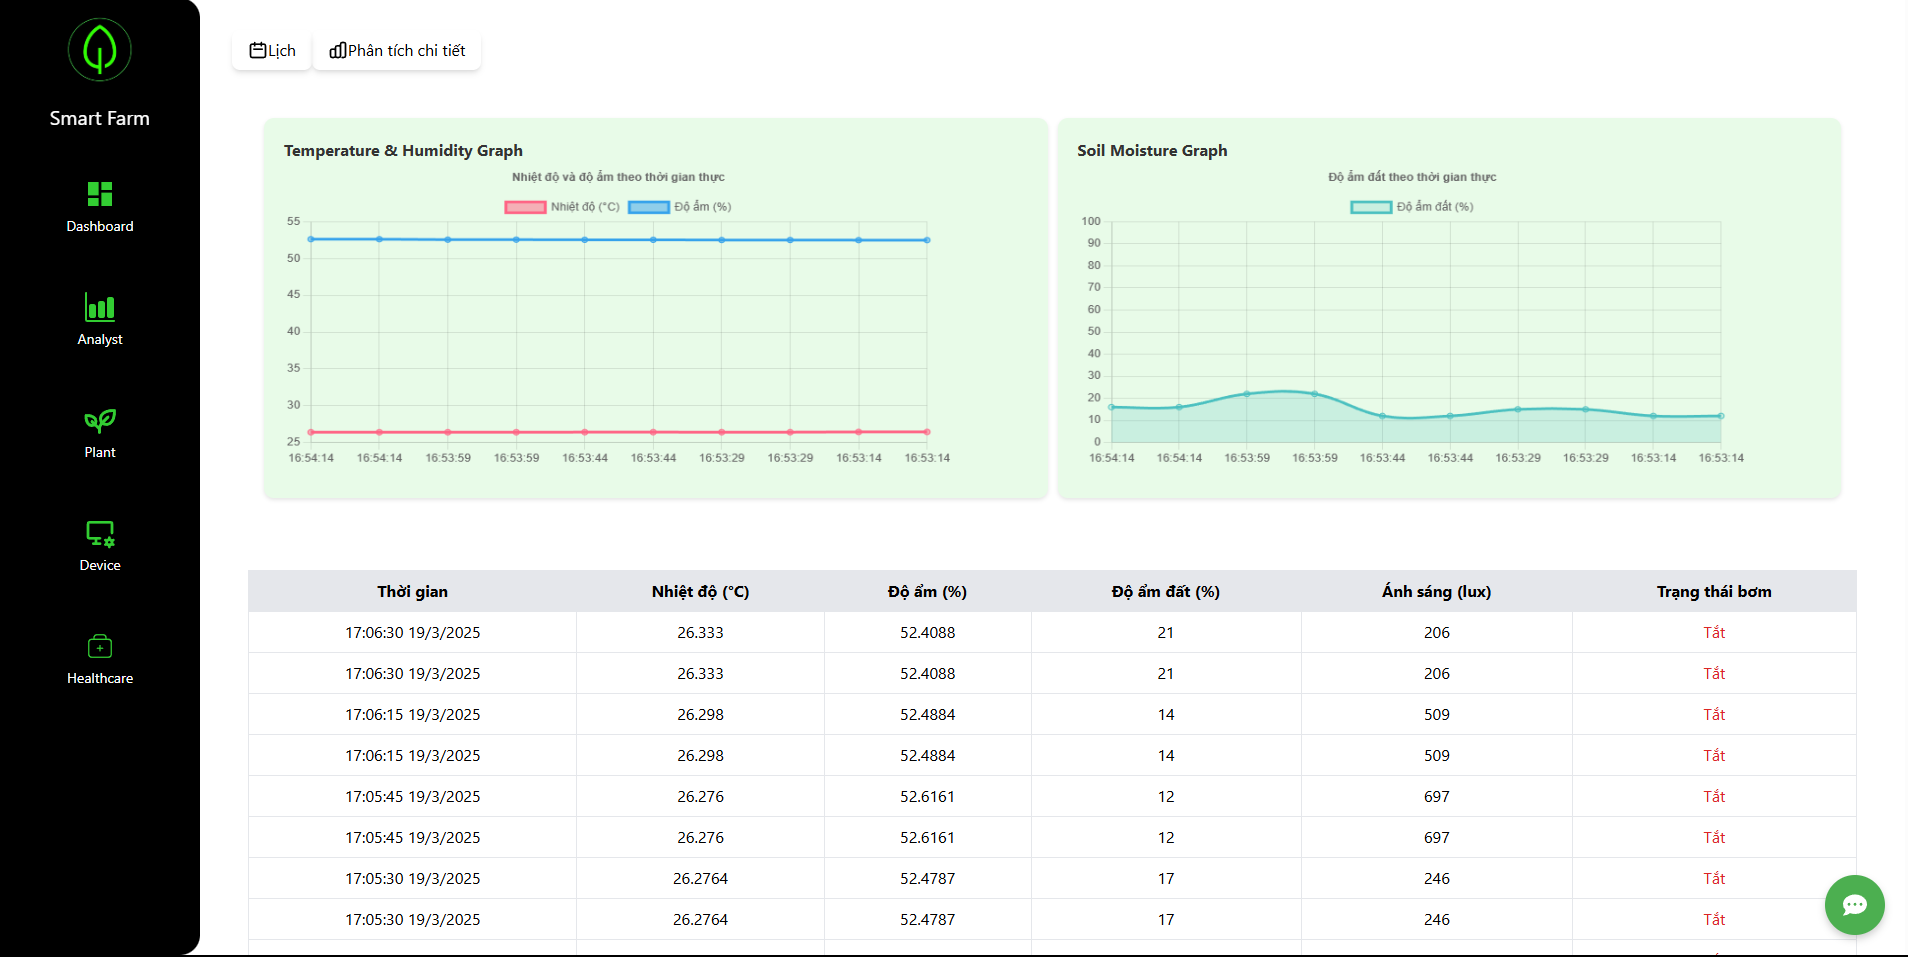 Smart Farm
Dashboard
Analyst
Plant
Device
Healthcare
Lịch
Phân tích chi tiết
Temperature & Humidity Graph
Nhiệt độ và độ ẩm theo thời gian thực
Nhiệt độ (°C) Độ ẩm (%)
55
50
45
40
35
30
25
16:54:14 16:54:14 16:53:59 16:53:59 16:53:44 16:53:44 16:53:29 16:53:29 16:53:14 16:53:14
Soil Moisture Graph
Độ ẩm đất theo thời gian thực
Độ ẩm đất (%)
100
90
80
70
60
50
40
30
20
10
0
16:54:14 16:54:14 16:53:59 16:53:59 16:53:44 16:53:44 16:53:29 16:53:29 16:53:14 16:53:14
Thời gian Nhiệt độ (°C) Độ ẩm (%) Độ ẩm đất (%) Ánh sáng (lux) Trạng thái bơm
17:06:30 19/3/2025 26.333 52.4088 21 206 Tắt
17:06:30 19/3/2025 26.333 52.4088 21 206 Tắt
17:06:15 19/3/2025 26.298 52.4884 14 509 Tắt
17:06:15 19/3/2025 26.298 52.4884 14 509 Tắt
17:05:45 19/3/2025 26.276 52.6161 12 697 Tắt
17:05:45 19/3/2025 26.276 52.6161 12 697 Tắt
17:05:30 19/3/2025 26.2764 52.4787 17 246 Tắt
17:05:30 19/3/2025 26.2764 52.4787 17 246 Tắt